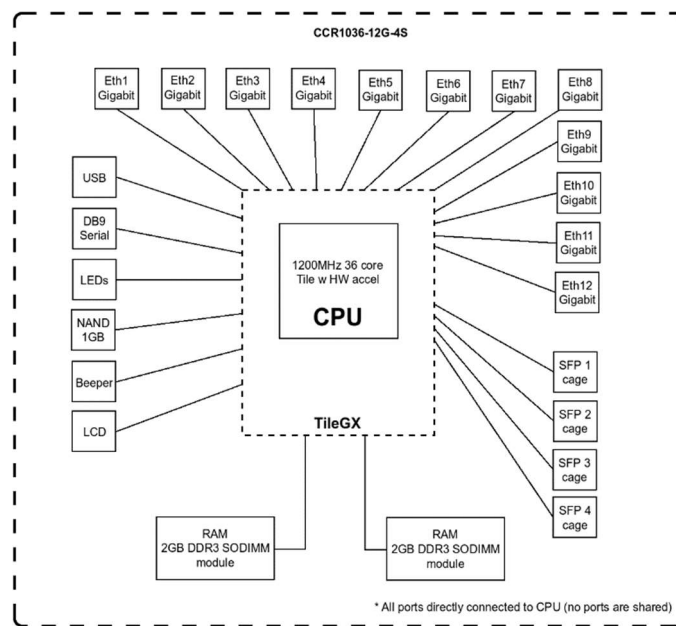 CCR1036-12G-4S
Eth1
Gigabit
Eth2
Gigabit
Eth3
Gigabit
Eth4
Gigabit
Eth5
Gigabit
Eth6
Gigabit
Eth7
Gigabit
Eth8
Gigabit
Eth9
Gigabit
Eth10
Gigabit
Eth11
Gigabit
Eth12
Gigabit
USB
DB9
Serial
LEDs
NAND
1GB
Beeper
LCD
1200MHz 36 core
Tile w HW accel
CPU
TileGX
SFP 1
cage
SFP 2
cage
SFP 3
cage
SFP 4
cage
RAM
2GB DDR3 SODIMM
module
RAM
2GB DDR3 SODIMM
module
* All ports directly connected to CPU (no ports are shared)